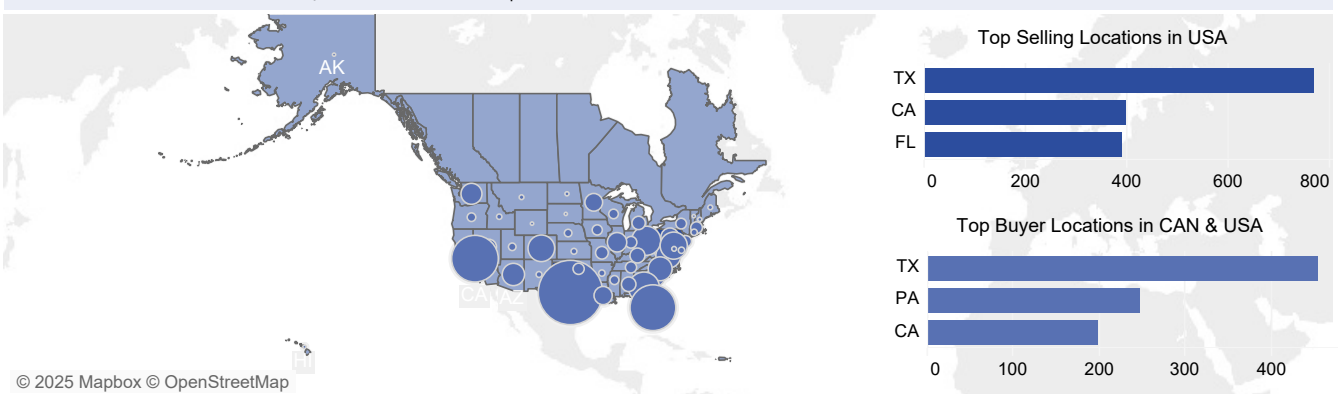 AK
CA
AZ
HI
© 2025 Mapbox © OpenStreetMap
Top Selling Locations in USA
TX
CA
FL
0 200 400 600 800
Top Buyer Locations in CAN & USA
TX
PA
CA
0 100 200 300 400